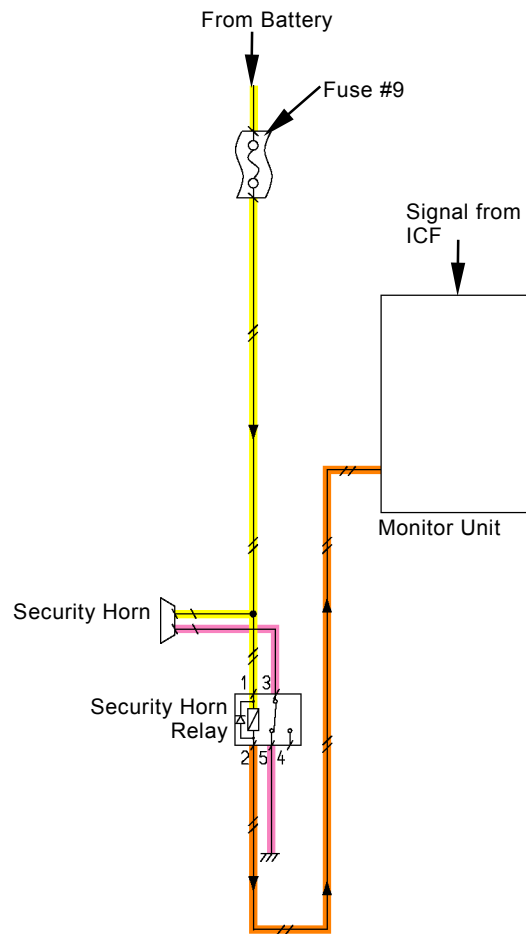 From Battery
Fuse #9
Signal from
ICF
Monitor Unit
Security Horn
1 3
Security Horn
Relay
2 5 4